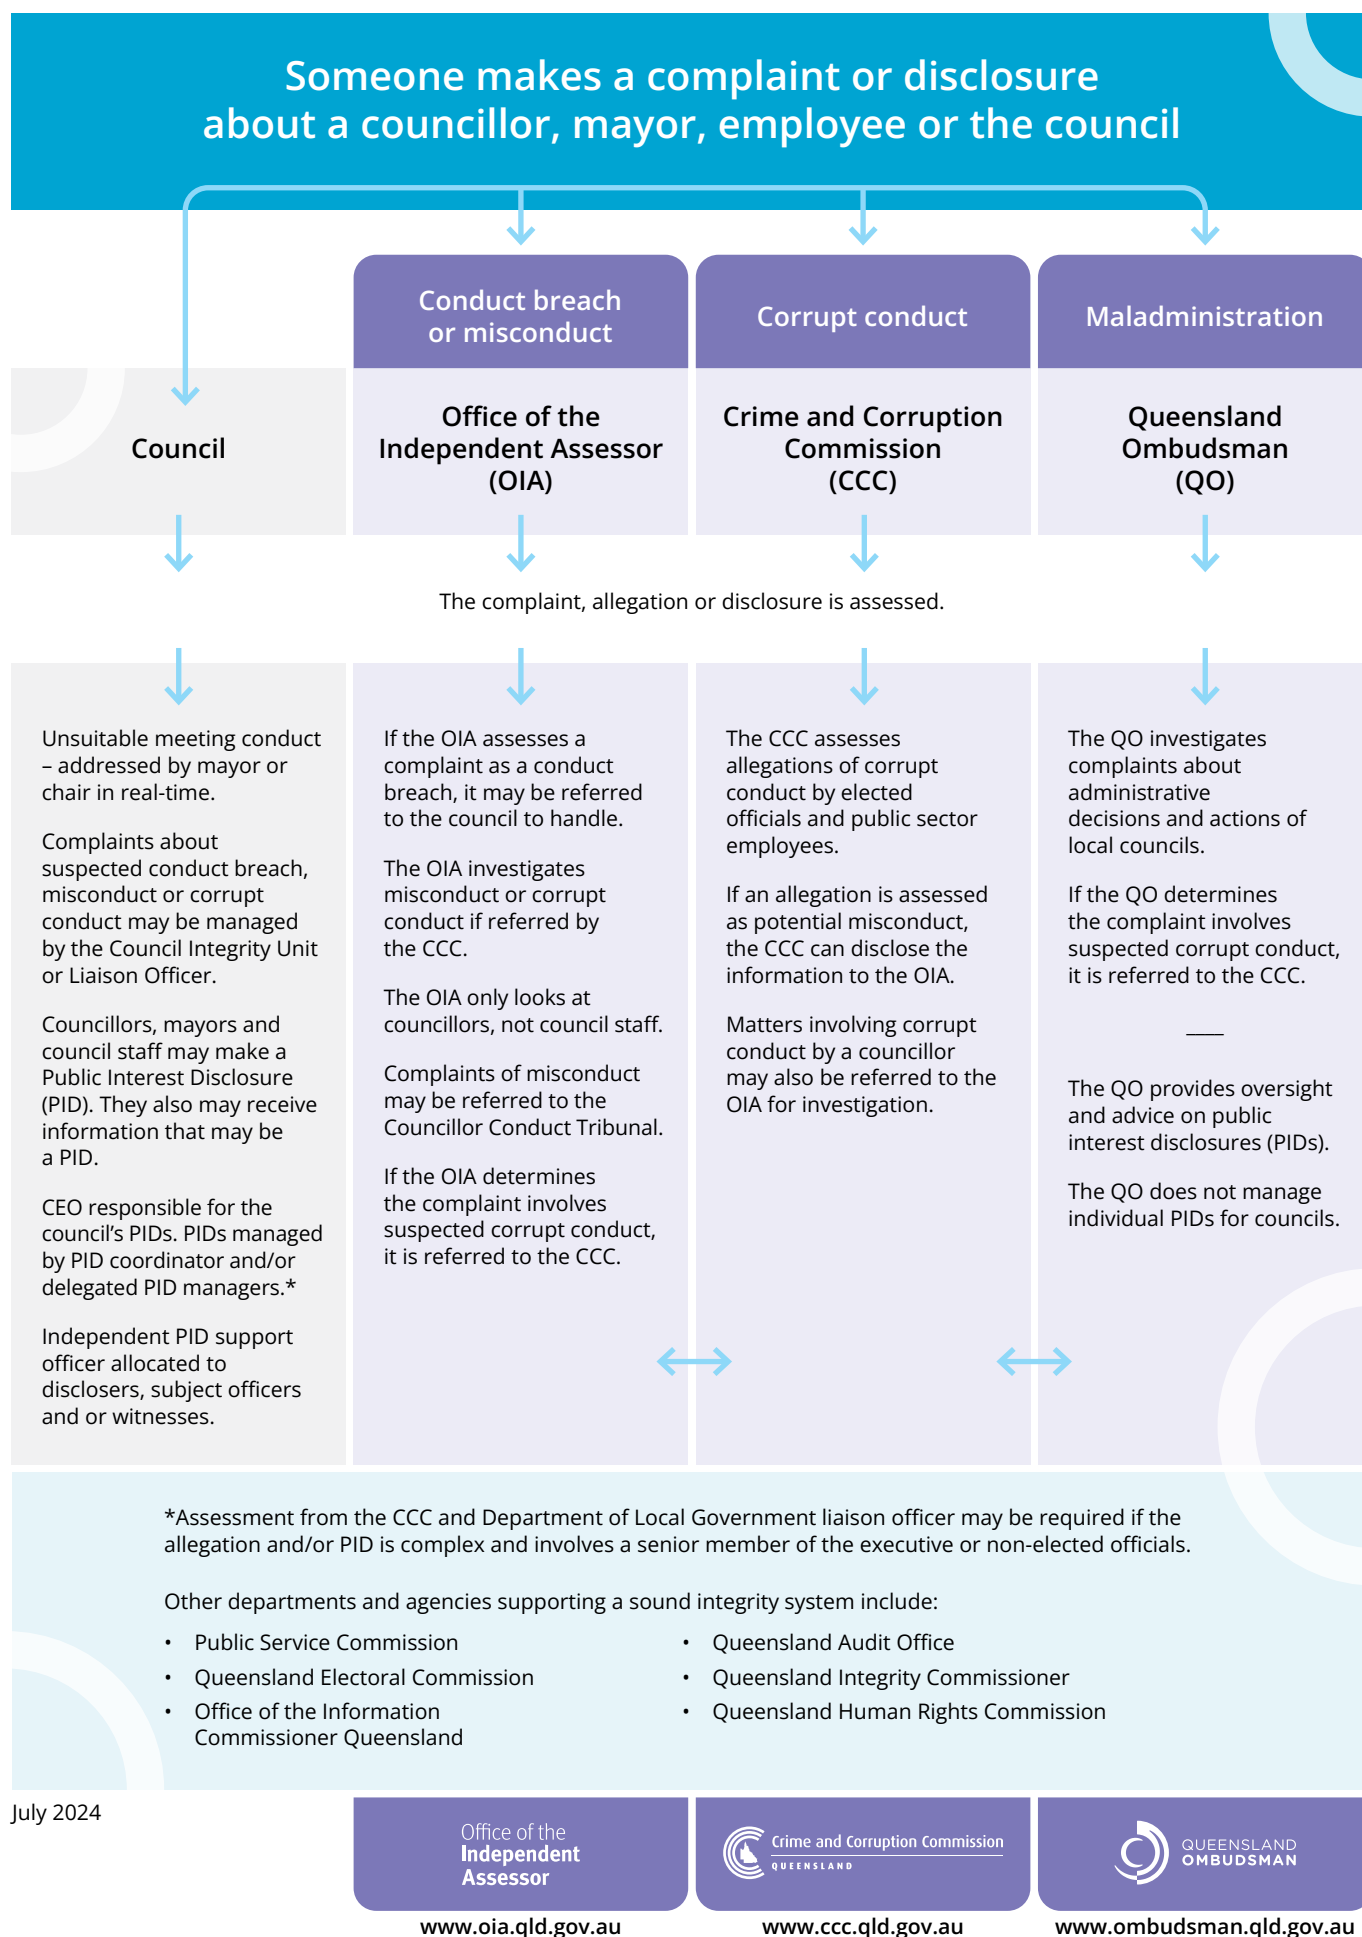 Someone makes a complaint or disclosure
about a councillor, mayor, employee or the council
Conduct breach
or misconduct
Corrupt conduct
Maladministration
Council
Office of the
Independent Assessor
(OIA)
Crime and Corruption
Commission
(CCC)
Queensland
Ombudsman
(QO)
The complaint, allegation or disclosure is assessed.
Unsuitable meeting conduct
– addressed by mayor or
chair in real-time.
Complaints about
suspected conduct breach,
misconduct or corrupt
conduct may be managed
by the Council Integrity Unit
or Liaison Officer.
Councillors, mayors and
council staff may make a
Public Interest Disclosure
(PID). They also may receive
information that may be
a PID.
CEO responsible for the
council’s PIDs. PIDs managed
by PID coordinator and/or
delegated PID managers.*
Independent PID support
officer allocated to
disclosers, subject officers
and or witnesses.
If the OIA assesses a
complaint as a conduct
breach, it may be referred
to the council to handle.
The OIA investigates
misconduct or corrupt
conduct if referred by
the CCC.
The OIA only looks at
councillors, not council staff.
Complaints of misconduct
may be referred to the
Councillor Conduct Tribunal.
If the OIA determines
the complaint involves
suspected corrupt conduct,
it is referred to the CCC.
The CCC assesses
allegations of corrupt
conduct by elected
officials and public sector
employees.
If an allegation is assessed
as potential misconduct,
the CCC can disclose the
information to the OIA.
Matters involving corrupt
conduct by a councillor
may also be referred to the
OIA for investigation.
The QO investigates
complaints about
administrative
decisions and actions of
local councils.
If the QO determines
the complaint involves
suspected corrupt conduct,
it is referred to the CCC.
The QO provides oversight
and advice on public
interest disclosures (PIDs).
The QO does not manage
individual PIDs for councils.
*Assessment from the CCC and Department of Local Government liaison officer may be required if the
allegation and/or PID is complex and involves a senior member of the executive or non-elected officials.
Other departments and agencies supporting a sound integrity system include:
• Public Service Commission
• Queensland Electoral Commission
• Office of the Information
Commissioner Queensland
• Queensland Audit Office
• Queensland Integrity Commissioner
• Queensland Human Rights Commission
July 2024
Office of the
Independent
Assessor
Crime and Corruption Commission
QUEENSLAND
QUEENSLAND
OMBUDSMAN
www.oia.qld.gov.au
www.ccc.qld.gov.au
www.ombudsman.qld.gov.au